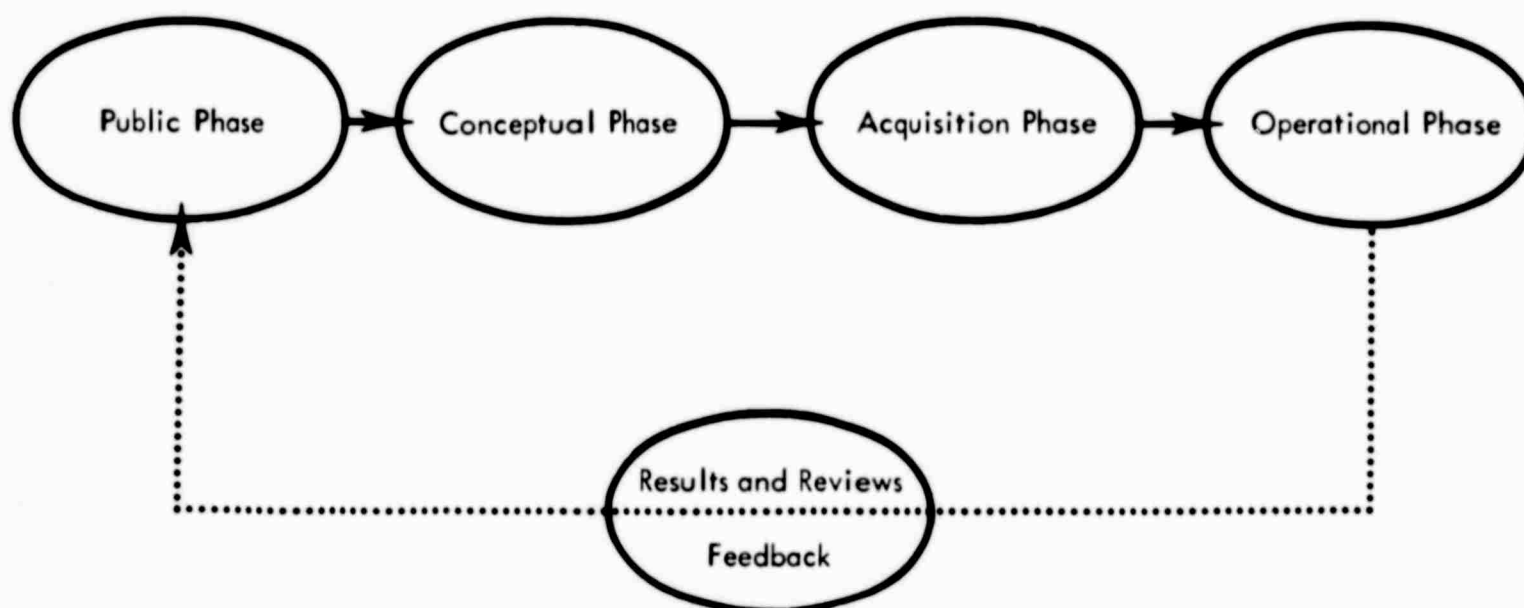 Public Phase
Conceptual Phase
Acquisition Phase
Operational Phase
Results and Reviews
Feedback